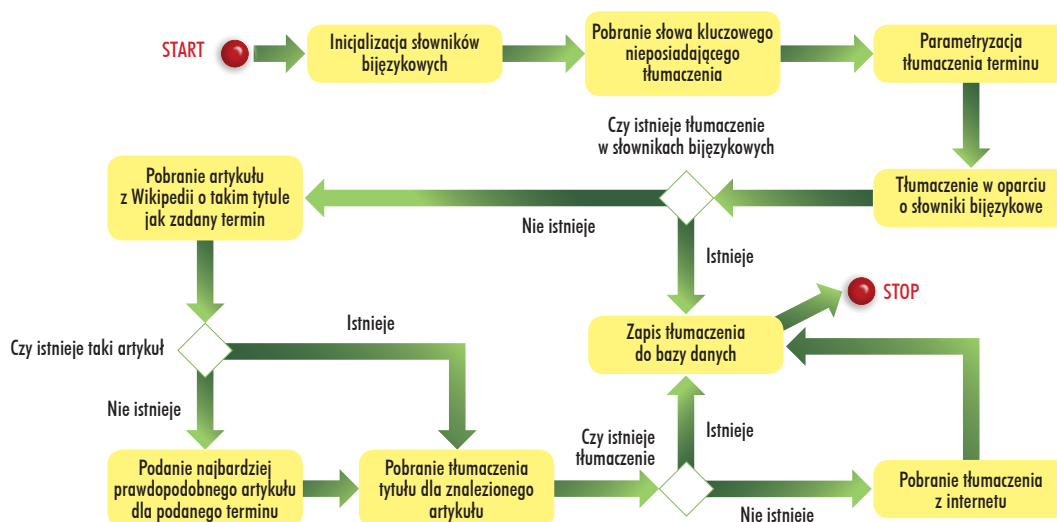 START
Inicjalizacja słowników
bijęzykowych
Pobranie słowa kluczowego
nieposiadającego
tłumaczenia
Parametryzacja
tłumaczenia terminu
Czy istnieje tłumaczenie
w słownikach bijęzykowych
Pobranie artykułu
z Wikipedii o takim tytule
jak zadany termin
Tłumaczenie w oparciu
o słowniki bijęzykowe
Nie istnieje
Istnieje
STOP
Istnieje
Zapis tłumaczenia
do bazy danych
Czy istnieje taki artykuł
Nie istnieje
Czy istnieje
tłumaczenie
Istnieje
Podanie najbardziej
prawdopodobnego artykułu
dla podanego terminu
Pobranie tłumaczenia
tytułu dla znalezionego
artykułu
Pobranie tłumaczenia
z internetu
Nie istnieje